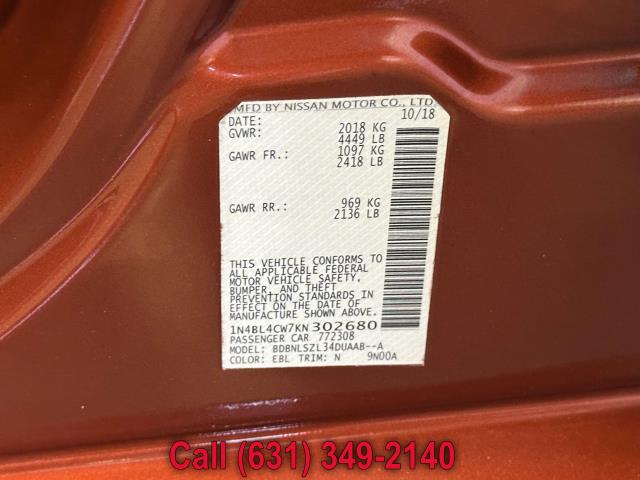 MFD BY NISSAN MOTOR CO., LTD.
DATE: 10/18
GVWR: 2018 KG
4449 LB
GAWR FR.: 1097 KG
2418 LB
GAWR RR.: 969 KG
2136 LB
THIS VEHICLE CONFORMS TO
ALL APPLICABLE FEDERAL
MOTOR VEHICLE SAFETY,
BUMPER, AND THEFT
PREVENTION STANDARDS IN
EFFECT ON THE DATE OF
MANUFACTURE SHOWN ABOVE.
1N4BL4CW7KN302680
PASSENGER CAR 772308
MODEL: BDBNLSZL34DUAAB--A
COLOR: EBL TRIM: N 9N00A
Call (631) 349-2140